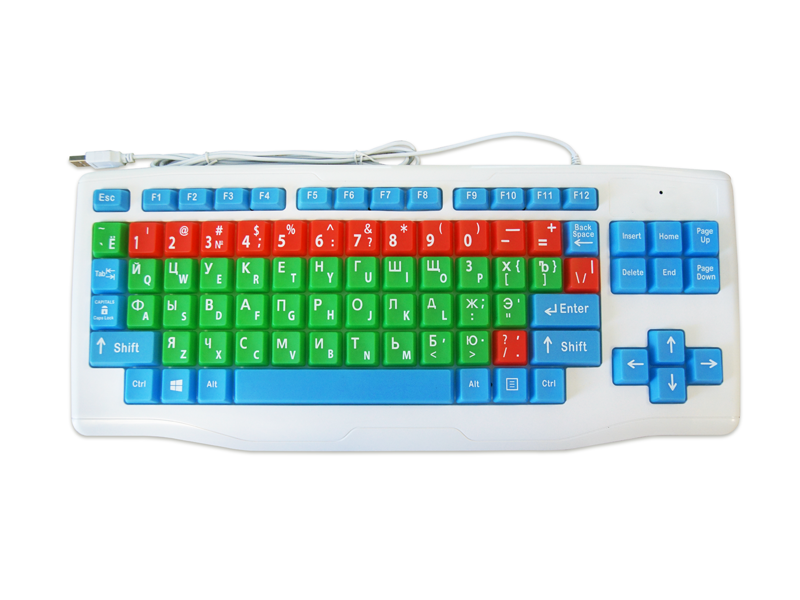 Esc F1 F2 F3 F4 F5 F6 F7 F8 F9 F10 F11 F12
~ ` Ё 1 ! 2 @ 3 # № 4 $ ; 5 % 6 ^ : 7 & ? 8 * 9 ( 0 ) — – + = Back Space Insert Home Page Up
Tab Й Q Ц W У E К R Е T Н Y Г U Ш I Щ O З P Х { [ Ъ } ] \ / | Delete End Page Down
CAPITALS Caps Lock Ф A Ы S В D А F П G Р H О J Л K Д L Ж ; : Э ' " Enter
Shift Я Z Ч X С C М V И B Т N Ь M Б , < Ю . > ? / , . Shift
Ctrl Alt Alt Ctrl